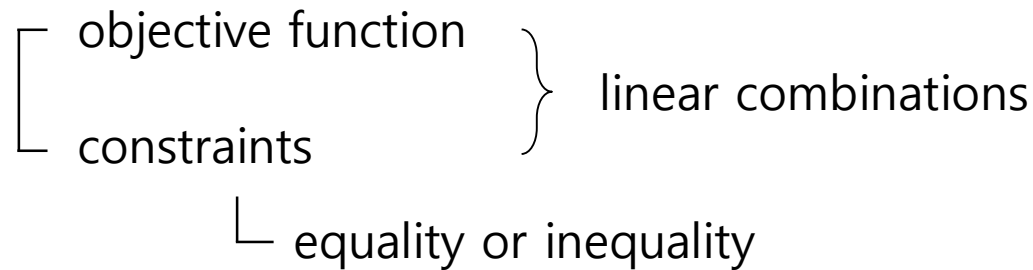 objective function
linear combinations
constraints
equality or inequality